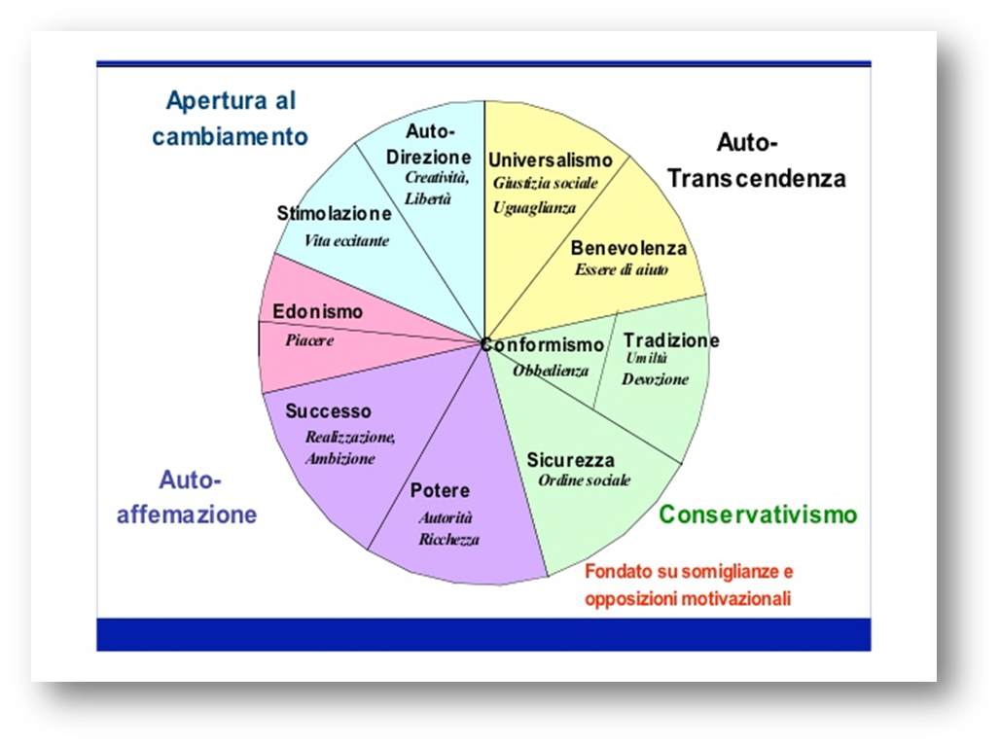 Apertura al
cambiamento
Auto-
Direzione
Creatività,
Libertà
Universalismo
Giustizia sociale
Uguaglianza
Auto-
Transcendenza
Stimolazione
Vita eccitante
Benevolenza
Essere di aiuto
Edonismo
Piacere
Conformismo
Obbedienza
Tradizione
Umiltà
Devozione
Successo
Realizzazione,
Ambizione
Sicurezza
Ordine sociale
Potere
Autorità
Ricchezza
Auto-
affemazione
Conservativismo
Fondato su somiglianze e
opposizioni motivazionali